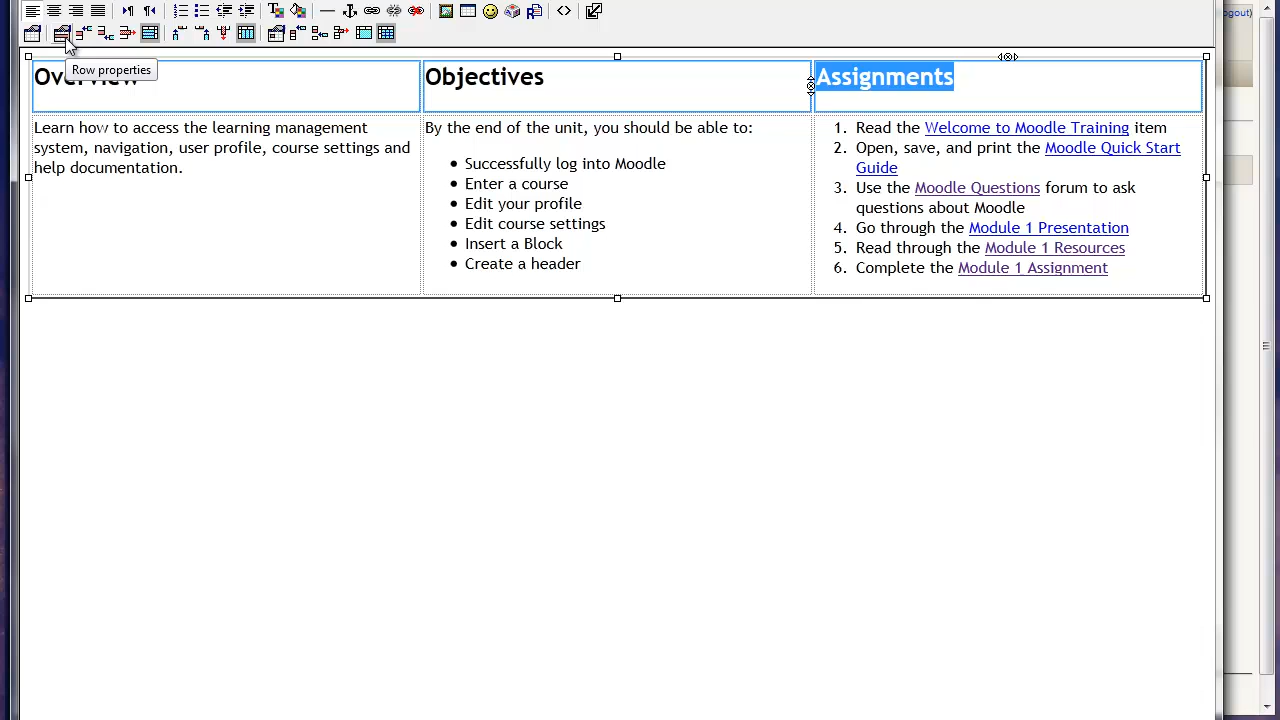 ogout)
Row properties
Overview
Objectives
Assignments
Learn how to access the learning management
system, navigation, user profile, course settings and
help documentation.
By the end of the unit, you should be able to:
• Successfully log into Moodle
• Enter a course
• Edit your profile
• Edit course settings
• Insert a Block
• Create a header
1. Read the Welcome to Moodle Training item
2. Open, save, and print the Moodle Quick Start
Guide
3. Use the Moodle Questions forum to ask
questions about Moodle
4. Go through the Module 1 Presentation
5. Read through the Module 1 Resources
6. Complete the Module 1 Assignment